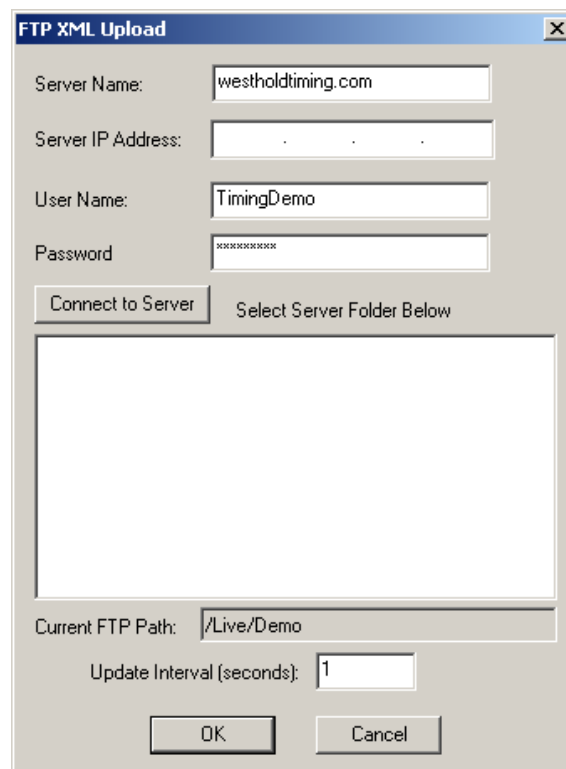 FTP XML Upload
Server Name: westholdtiming.com
Server IP Address: . . .
User Name: TimingDemo
Password *********
Connect to Server Select Server Folder Below
Current FTP Path: /Live/Demo
Update Interval (seconds): 1
OK Cancel